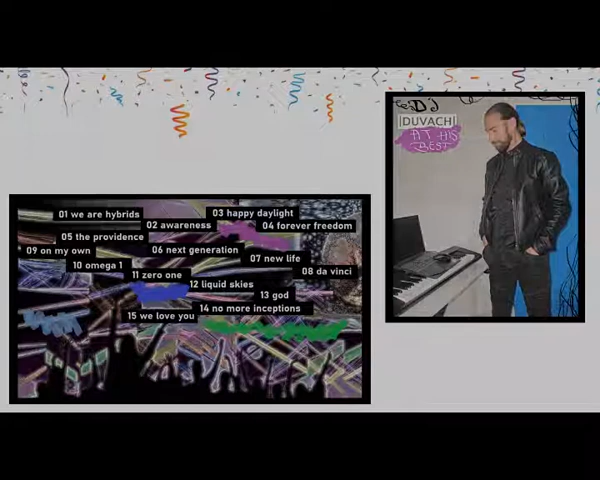 DJ
DUVACH
AT HIS
BEST
01 we are hybrids
02 awareness
03 happy daylight
04 forever freedom
05 the providence
06 next generation
07 new life
08 da vinci
09 on my own
10 omega 1
11 zero one
12 liquid skies
13 god
14 no more inceptions
15 we love you